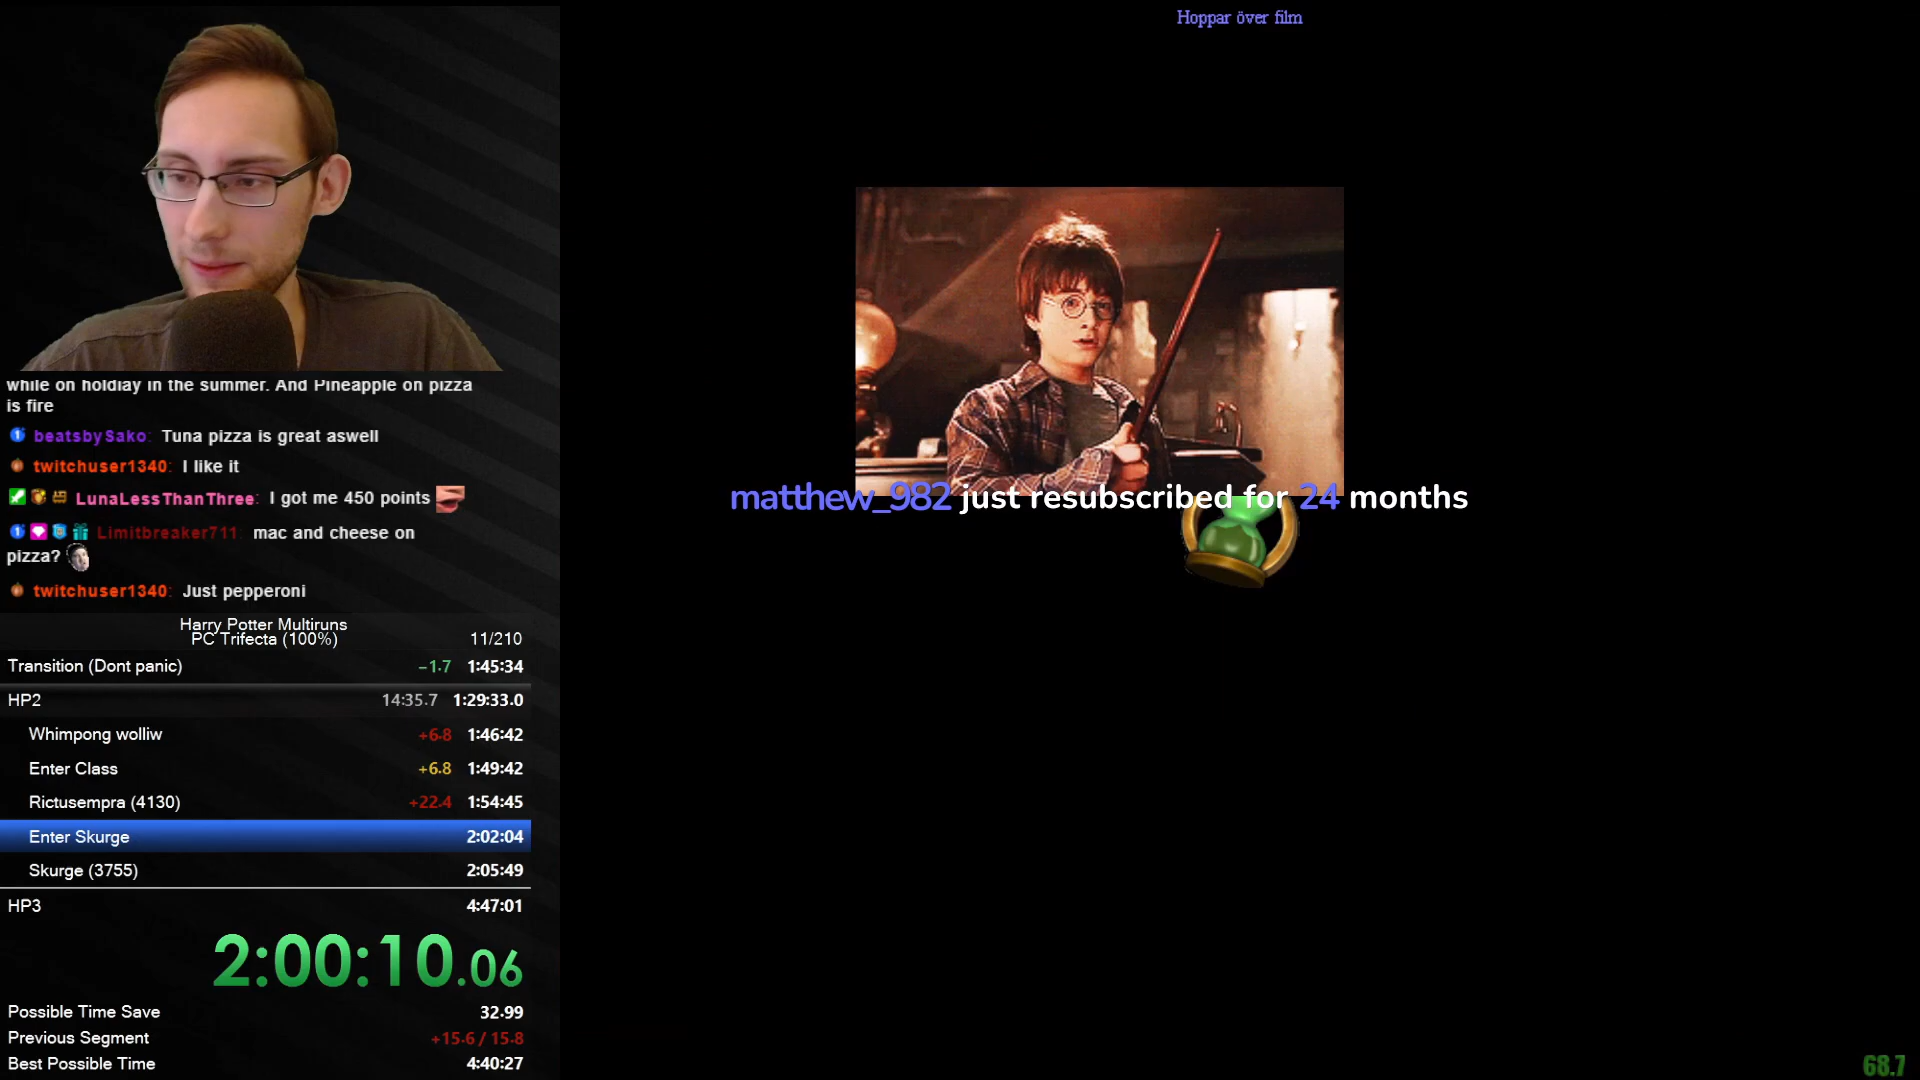 Hoppar över film
while on holdiay in the summer. And Pineapple on pizza
is fire
beatsbySako: Tuna pizza is great aswell
twitchuser1340: I like it
LunaLessThanThree: I got me 450 points
Limitbreaker711: mac and cheese on
pizza?
twitchuser1340: Just pepperoni
matthew_982 just resubscribed for 24 months
Harry Potter Multiruns
PC Trifecta (100%) 11/210
Transition (Dont panic) −1.7 1:45:34
HP2 14:35.7 1:29:33.0
Whimpong wolliw +6.8 1:46:42
Enter Class +6.8 1:49:42
Rictusempra (4130) +22.4 1:54:45
Enter Skurge 2:02:04
Skurge (3755) 2:05:49
HP3 4:47:01
2:00:10.06
Possible Time Save 32.99
Previous Segment +15.6 / 15.8
Best Possible Time 4:40:27
68.7